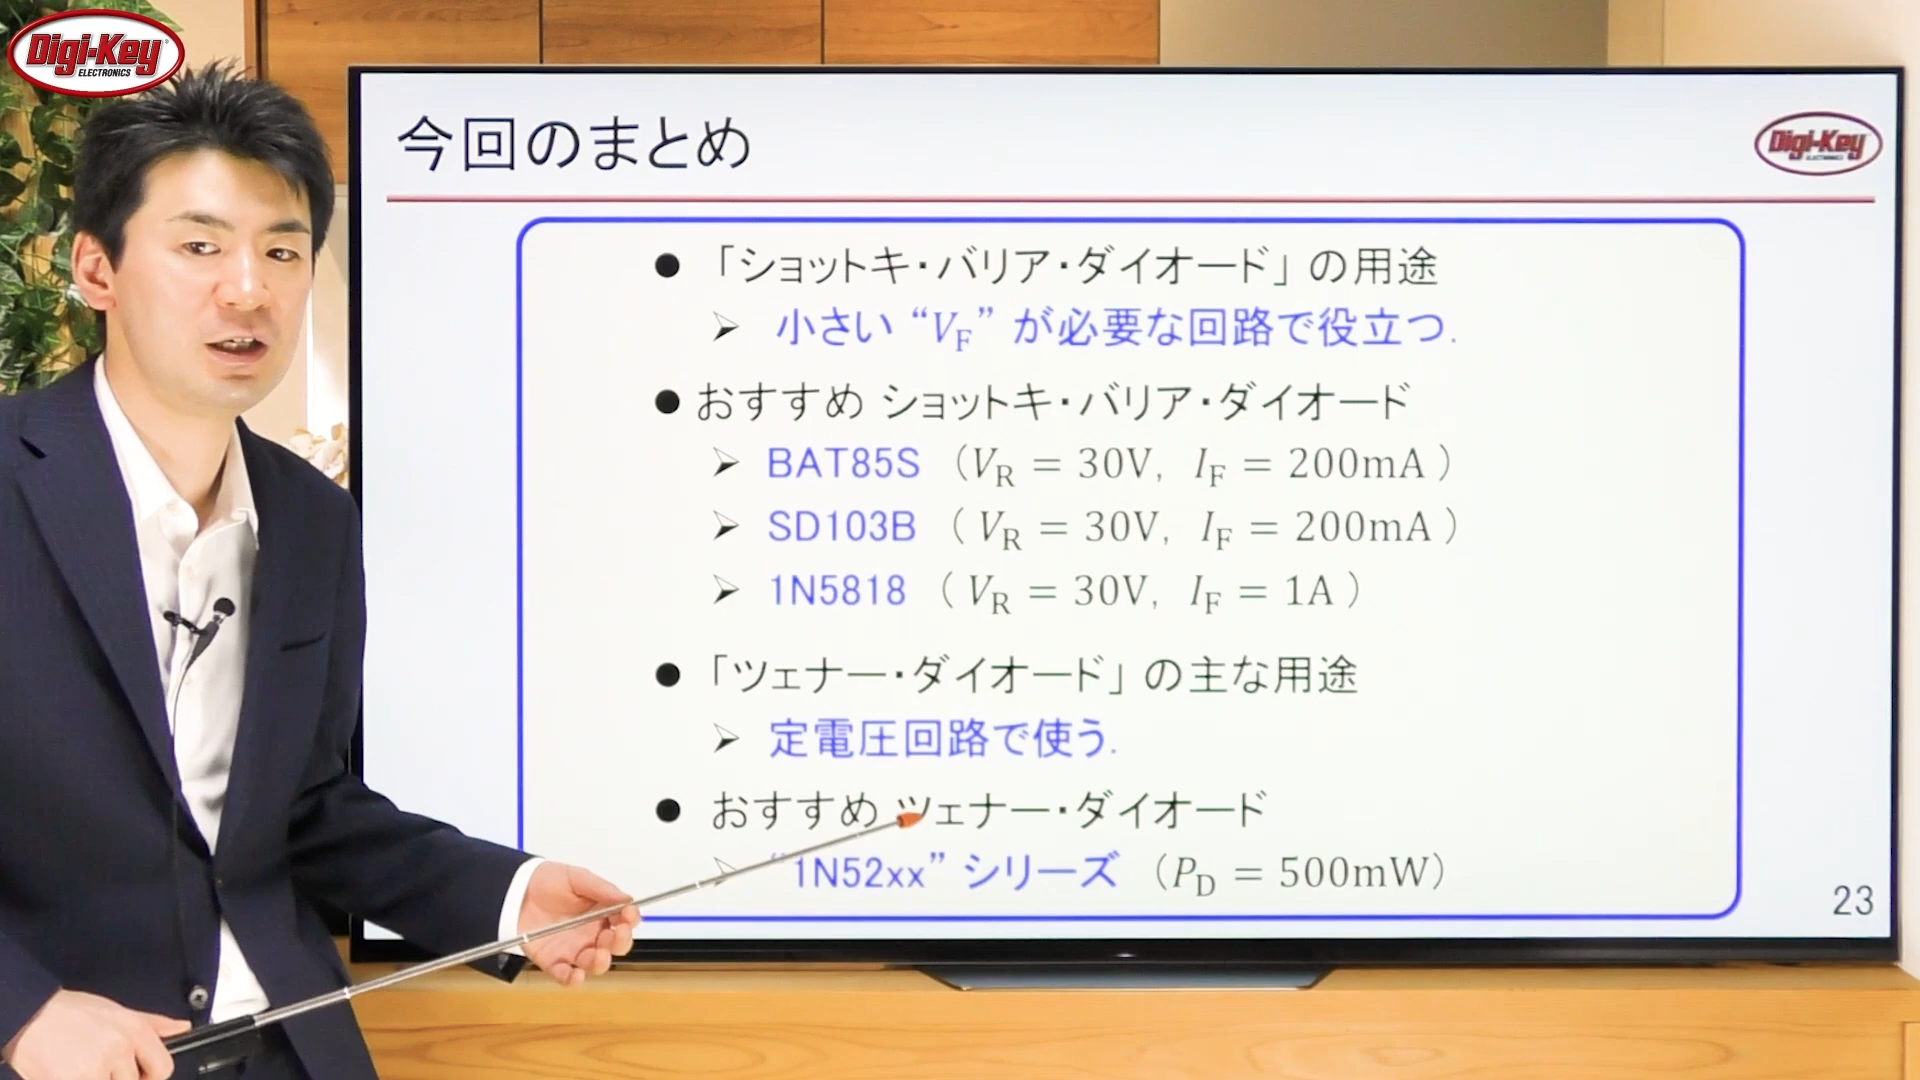 Digi-Key
ELECTRONICS
今回のまとめ
Digi-Key
ELECTRONICS
● 「ショットキ・バリア・ダイオード」の用途
➢ 小さい “VF” が必要な回路で役立つ.
● おすすめ ショットキ・バリア・ダイオード
➢ BAT85S (VR = 30V, IF = 200mA )
➢ SD103B ( VR = 30V, IF = 200mA )
➢ 1N5818 ( VR = 30V, IF = 1A )
● 「ツェナー・ダイオード」の主な用途
➢ 定電圧回路で使う.
● おすすめ ツェナー・ダイオード
➢ “1N52xx” シリーズ (PD = 500mW)
23